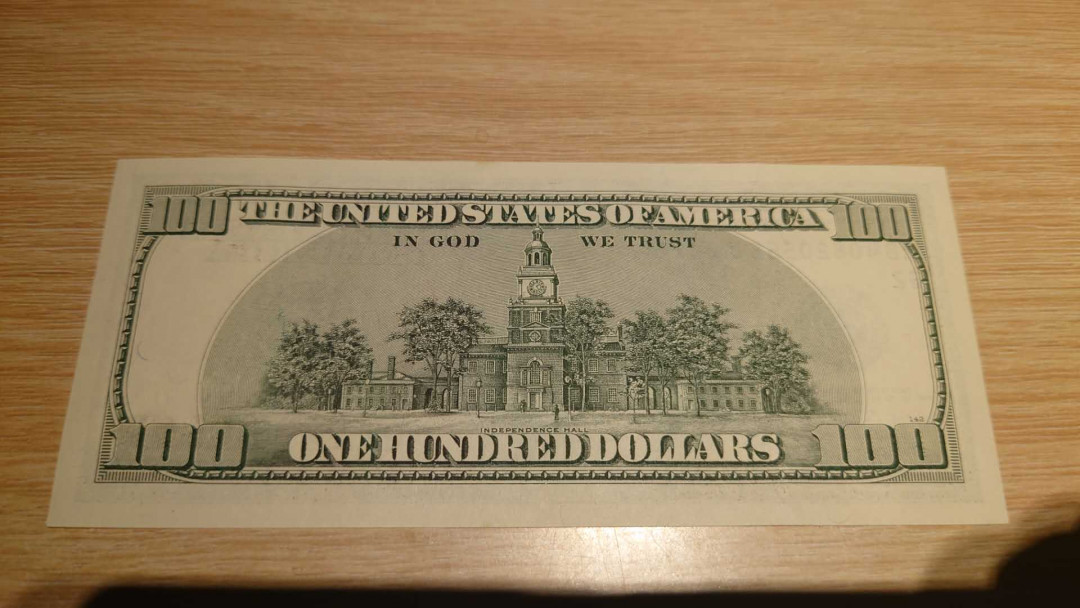 100 THE UNITED STATES OF AMERICA 100
IN GOD WE TRUST
INDEPENDENCE HALL
100 ONE HUNDRED DOLLARS 100